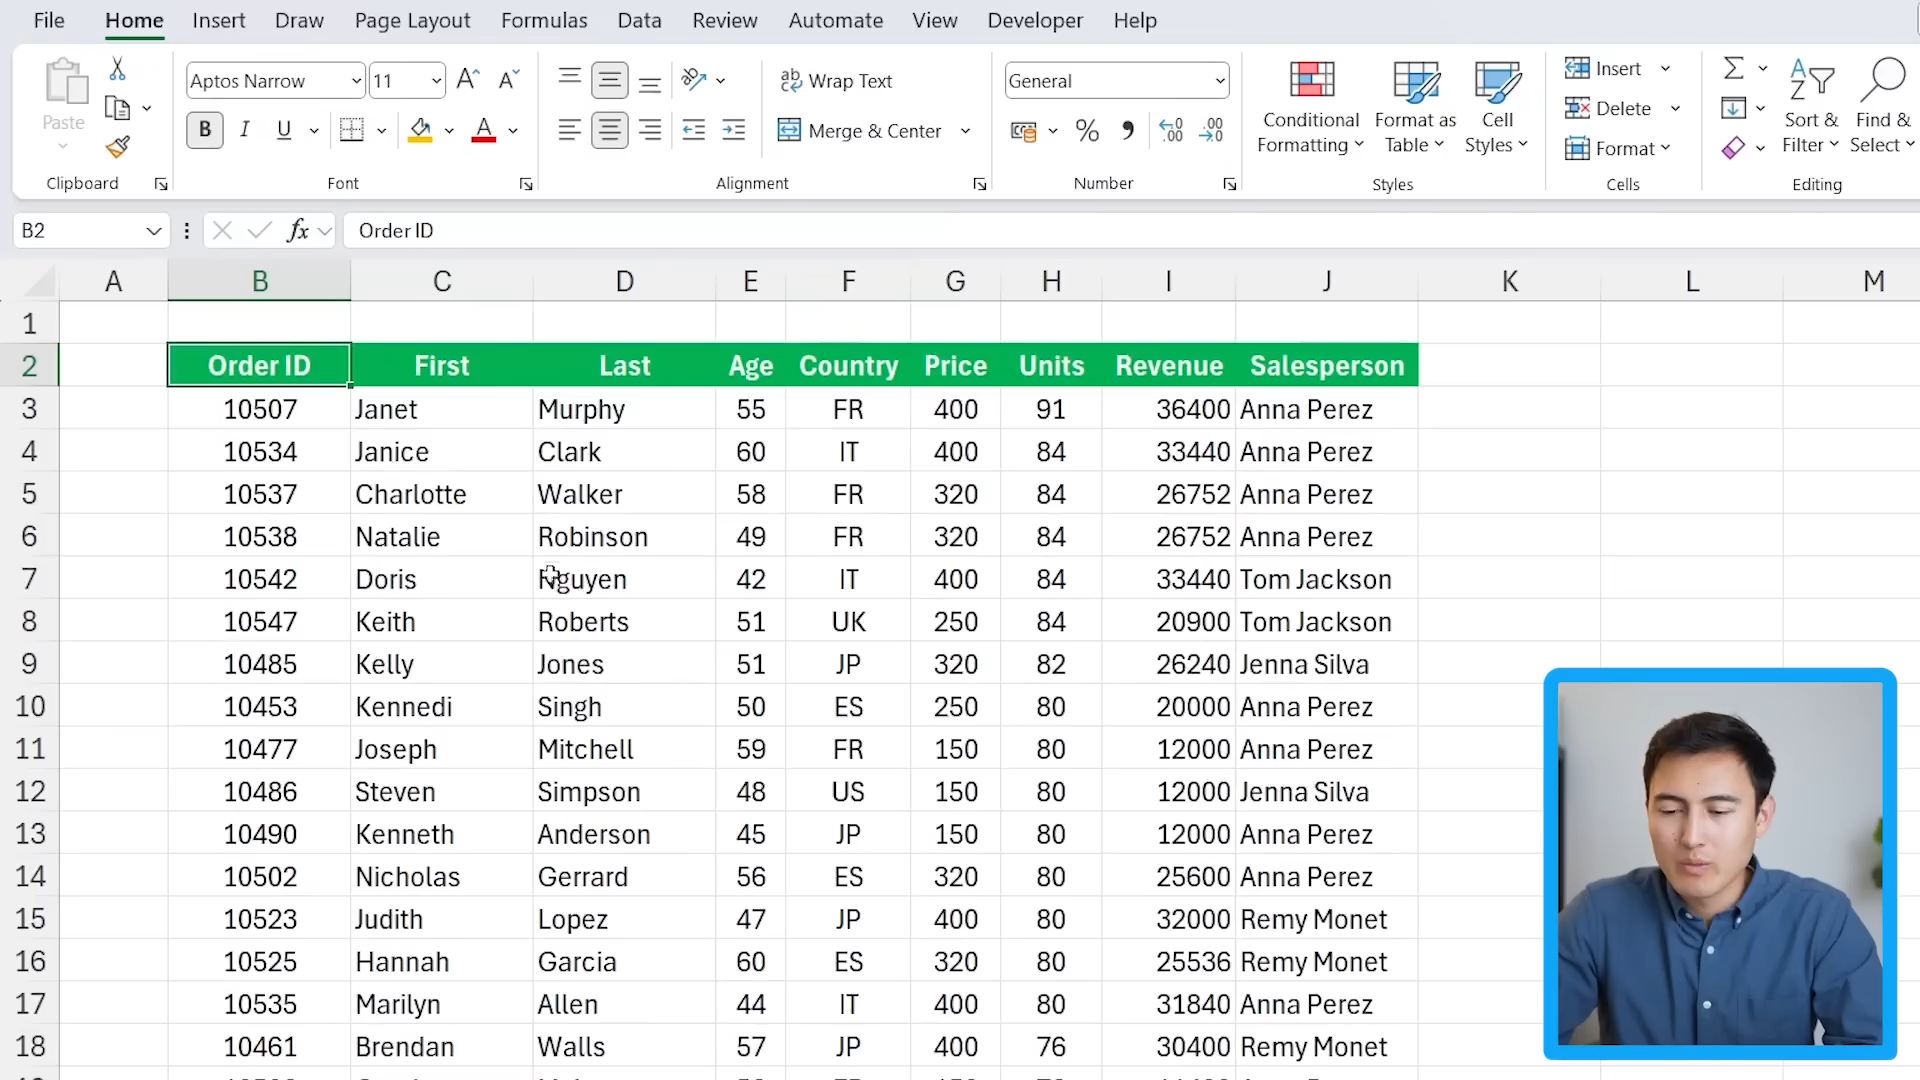 File Home Insert Draw Page Layout Formulas Data Review Automate View Developer Help
Paste
Aptos Narrow 11
B I U A
Wrap Text
Merge & Center
General
Conditional Formatting
Format as Table
Cell Styles
Insert
Delete
Format
Sort & Filter
Find & Select
Clipboard Font Alignment Number Styles Cells Editing
B2 fx Order ID
A B C D E F G H I J K L M
1
2 Order ID First Last Age Country Price Units Revenue Salesperson
3 10507 Janet Murphy 55 FR 400 91 36400 Anna Perez
4 10534 Janice Clark 60 IT 400 84 33440 Anna Perez
5 10537 Charlotte Walker 58 FR 320 84 26752 Anna Perez
6 10538 Natalie Robinson 49 FR 320 84 26752 Anna Perez
7 10542 Doris Nguyen 42 IT 400 84 33440 Tom Jackson
8 10547 Keith Roberts 51 UK 250 84 20900 Tom Jackson
9 10485 Kelly Jones 51 JP 320 82 26240 Jenna Silva
10 10453 Kennedi Singh 50 ES 250 80 20000 Anna Perez
11 10477 Joseph Mitchell 59 FR 150 80 12000 Anna Perez
12 10486 Steven Simpson 48 US 150 80 12000 Jenna Silva
13 10490 Kenneth Anderson 45 JP 150 80 12000 Anna Perez
14 10502 Nicholas Gerrard 56 ES 320 80 25600 Anna Perez
15 10523 Judith Lopez 47 JP 400 80 32000 Remy Monet
16 10525 Hannah Garcia 60 ES 320 80 25536 Remy Monet
17 10535 Marilyn Allen 44 IT 400 80 31840 Anna Perez
18 10461 Brendan Walls 57 JP 400 76 30400 Remy Monet